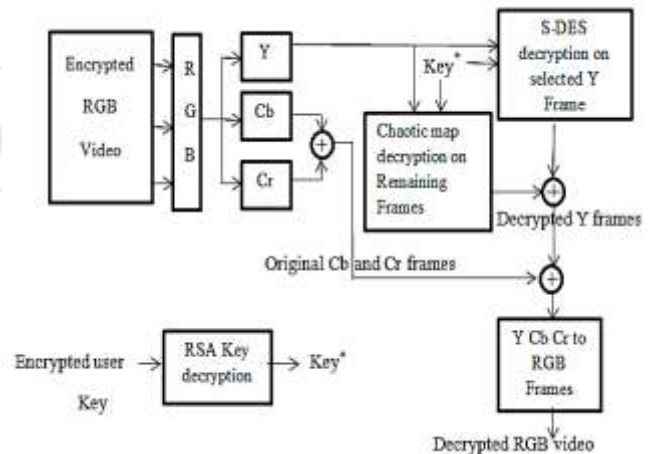 Encrypted
RGB
Video
R
G
B
Y
Cb
Cr
+
Key*
S-DES
decryption on
selected Y
Frame
Chaotic map
decryption on
Remaining
Frames
+
Decrypted Y frames
Original Cb and Cr frames
+
Y Cb Cr to
RGB
Frames
Decrypted RGB video
Encrypted user
Key
RSA Key
decryption
Key*